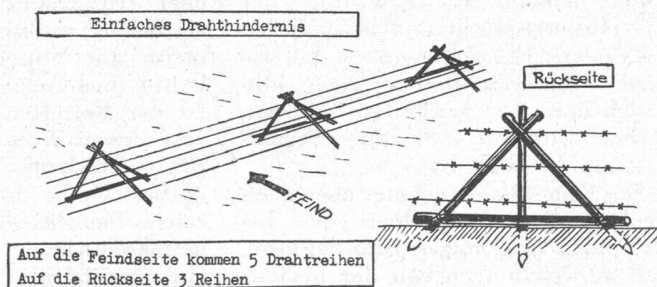 Einfaches Drahthindernis
Rückseite
FEIND
Auf die Feindseite kommen 5 Drahtreihen
Auf die Rückseite 3 Reihen